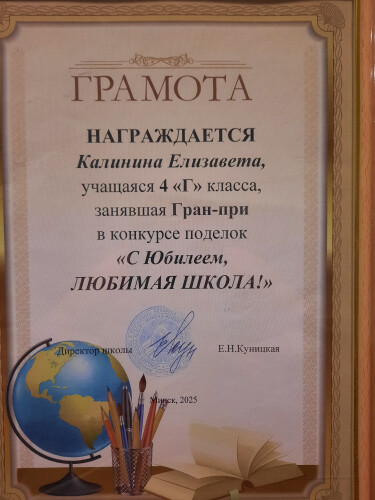 ГРАМОТА
НАГРАЖДАЕТСЯ
Калинина Елизавета,
учащаяся 4 «Г» класса,
занявшая Гран-при
в конкурсе поделок
«С Юбилеем,
ЛЮБИМАЯ ШКОЛА!»
Директор школы Е.Н.Куницкая
Минск, 2025